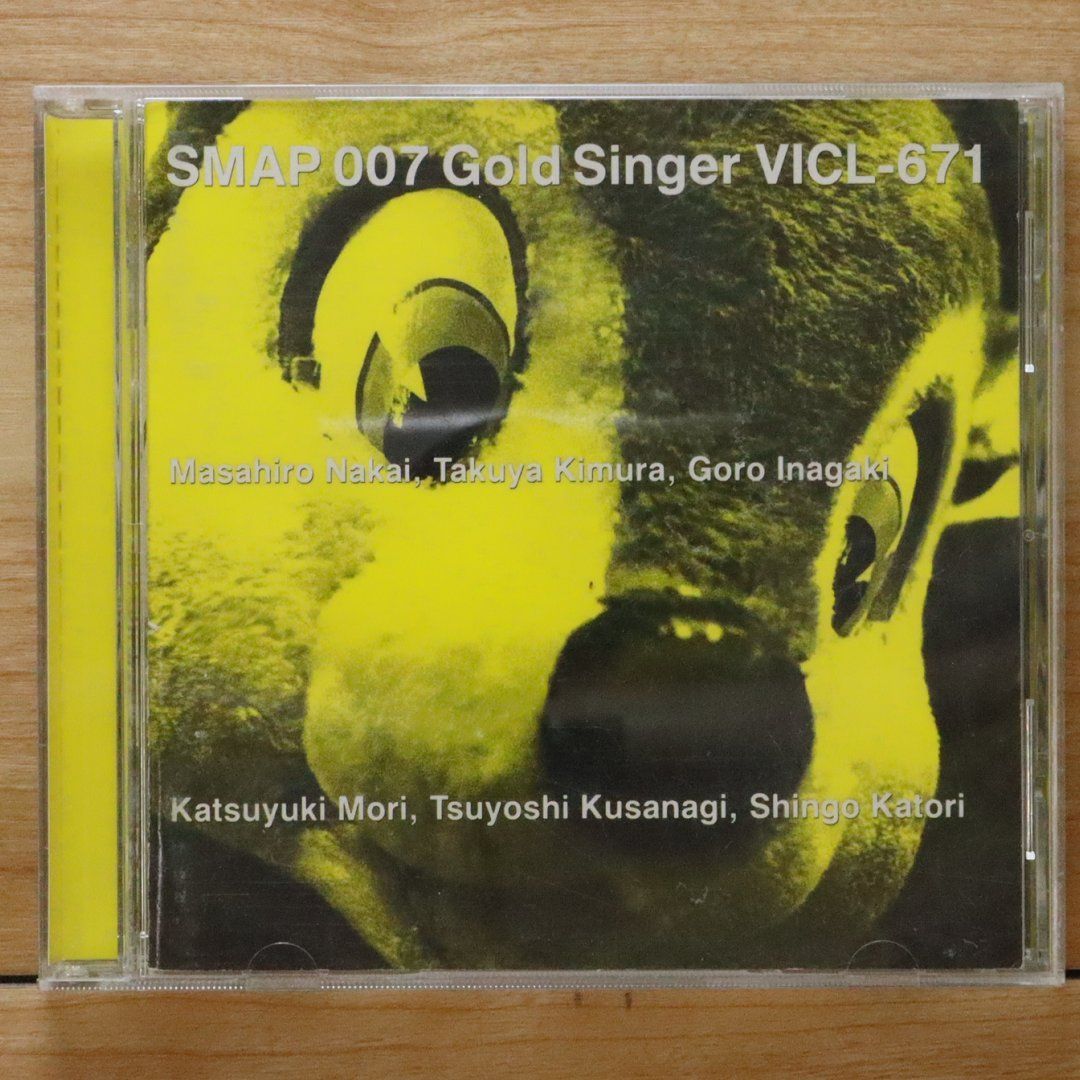 SMAP 007 Gold Singer VICL-671
Masahiro Nakai, Takuya Kimura, Goro Inagaki
Katsuyuki Mori, Tsuyoshi Kusanagi, Shingo Katori